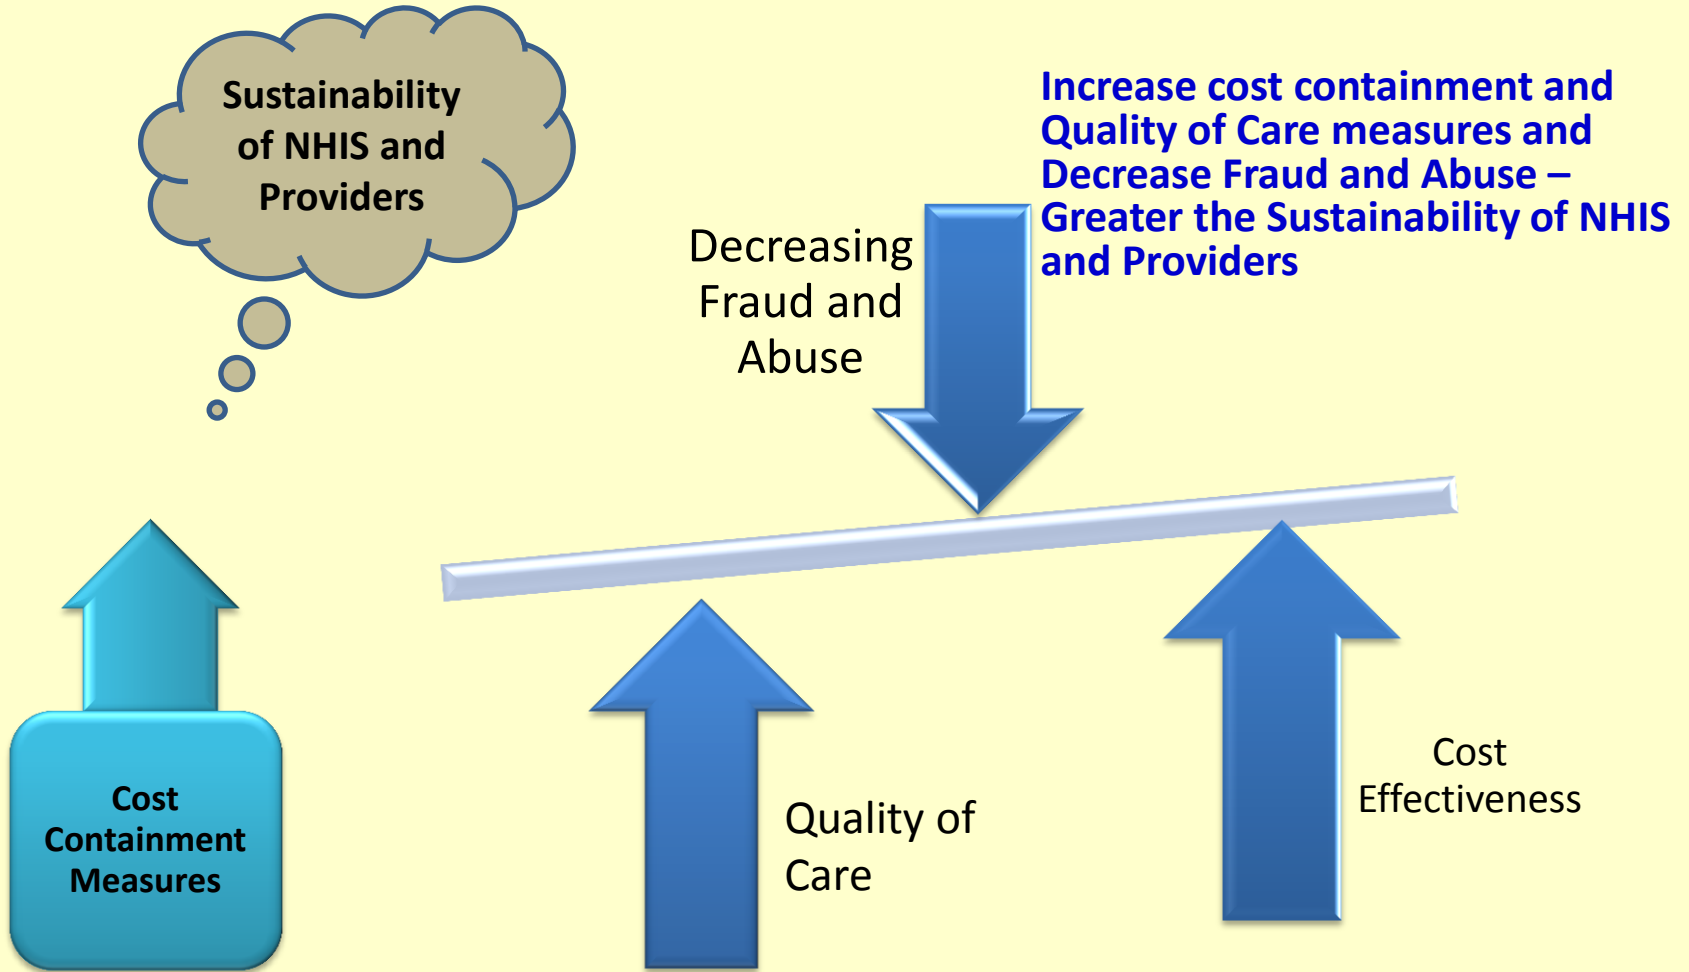 Sustainability
of NHIS and
Providers
Increase cost containment and
Quality of Care measures and
Decrease Fraud and Abuse –
Greater the Sustainability of NHIS
and Providers
Decreasing
Fraud and
Abuse
Cost
Containment
Measures
Quality of
Care
Cost
Effectiveness